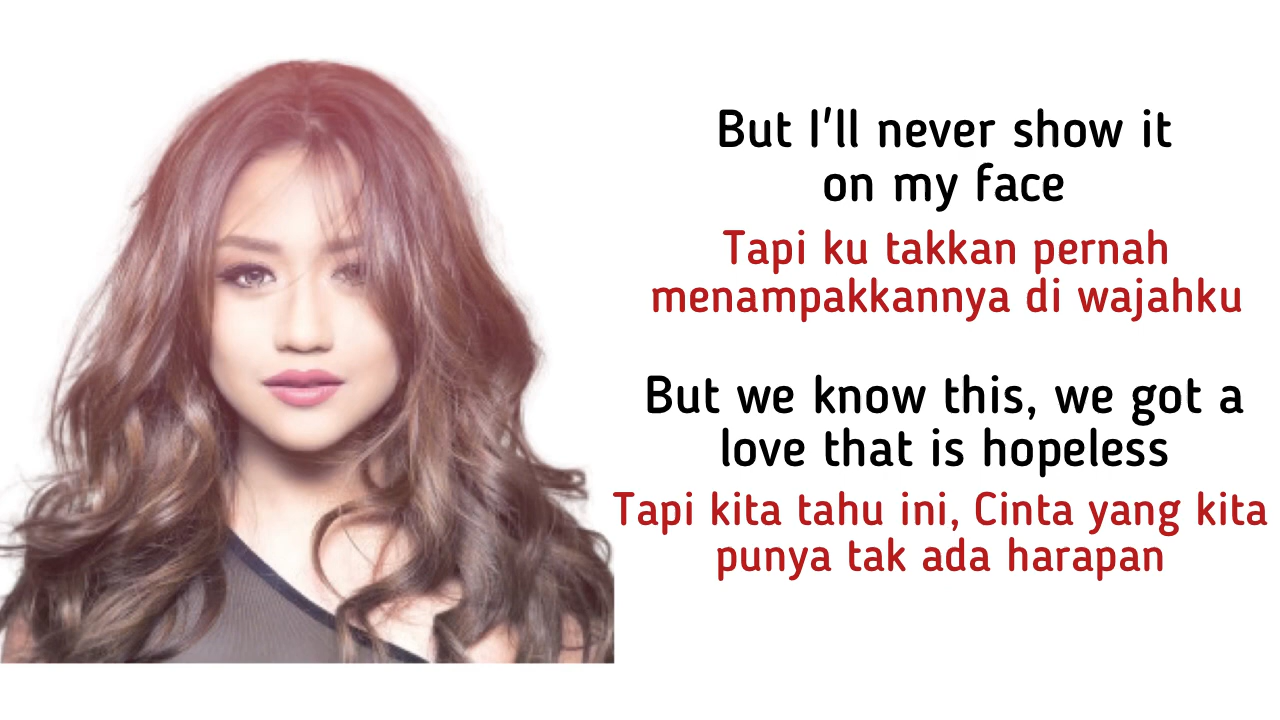 But I'll never show it
on my face
Tapi ku takkan pernah
menampakkannya di wajahku
But we know this, we got a
love that is hopeless
Tapi kita tahu ini, Cinta yang kita
punya tak ada harapan